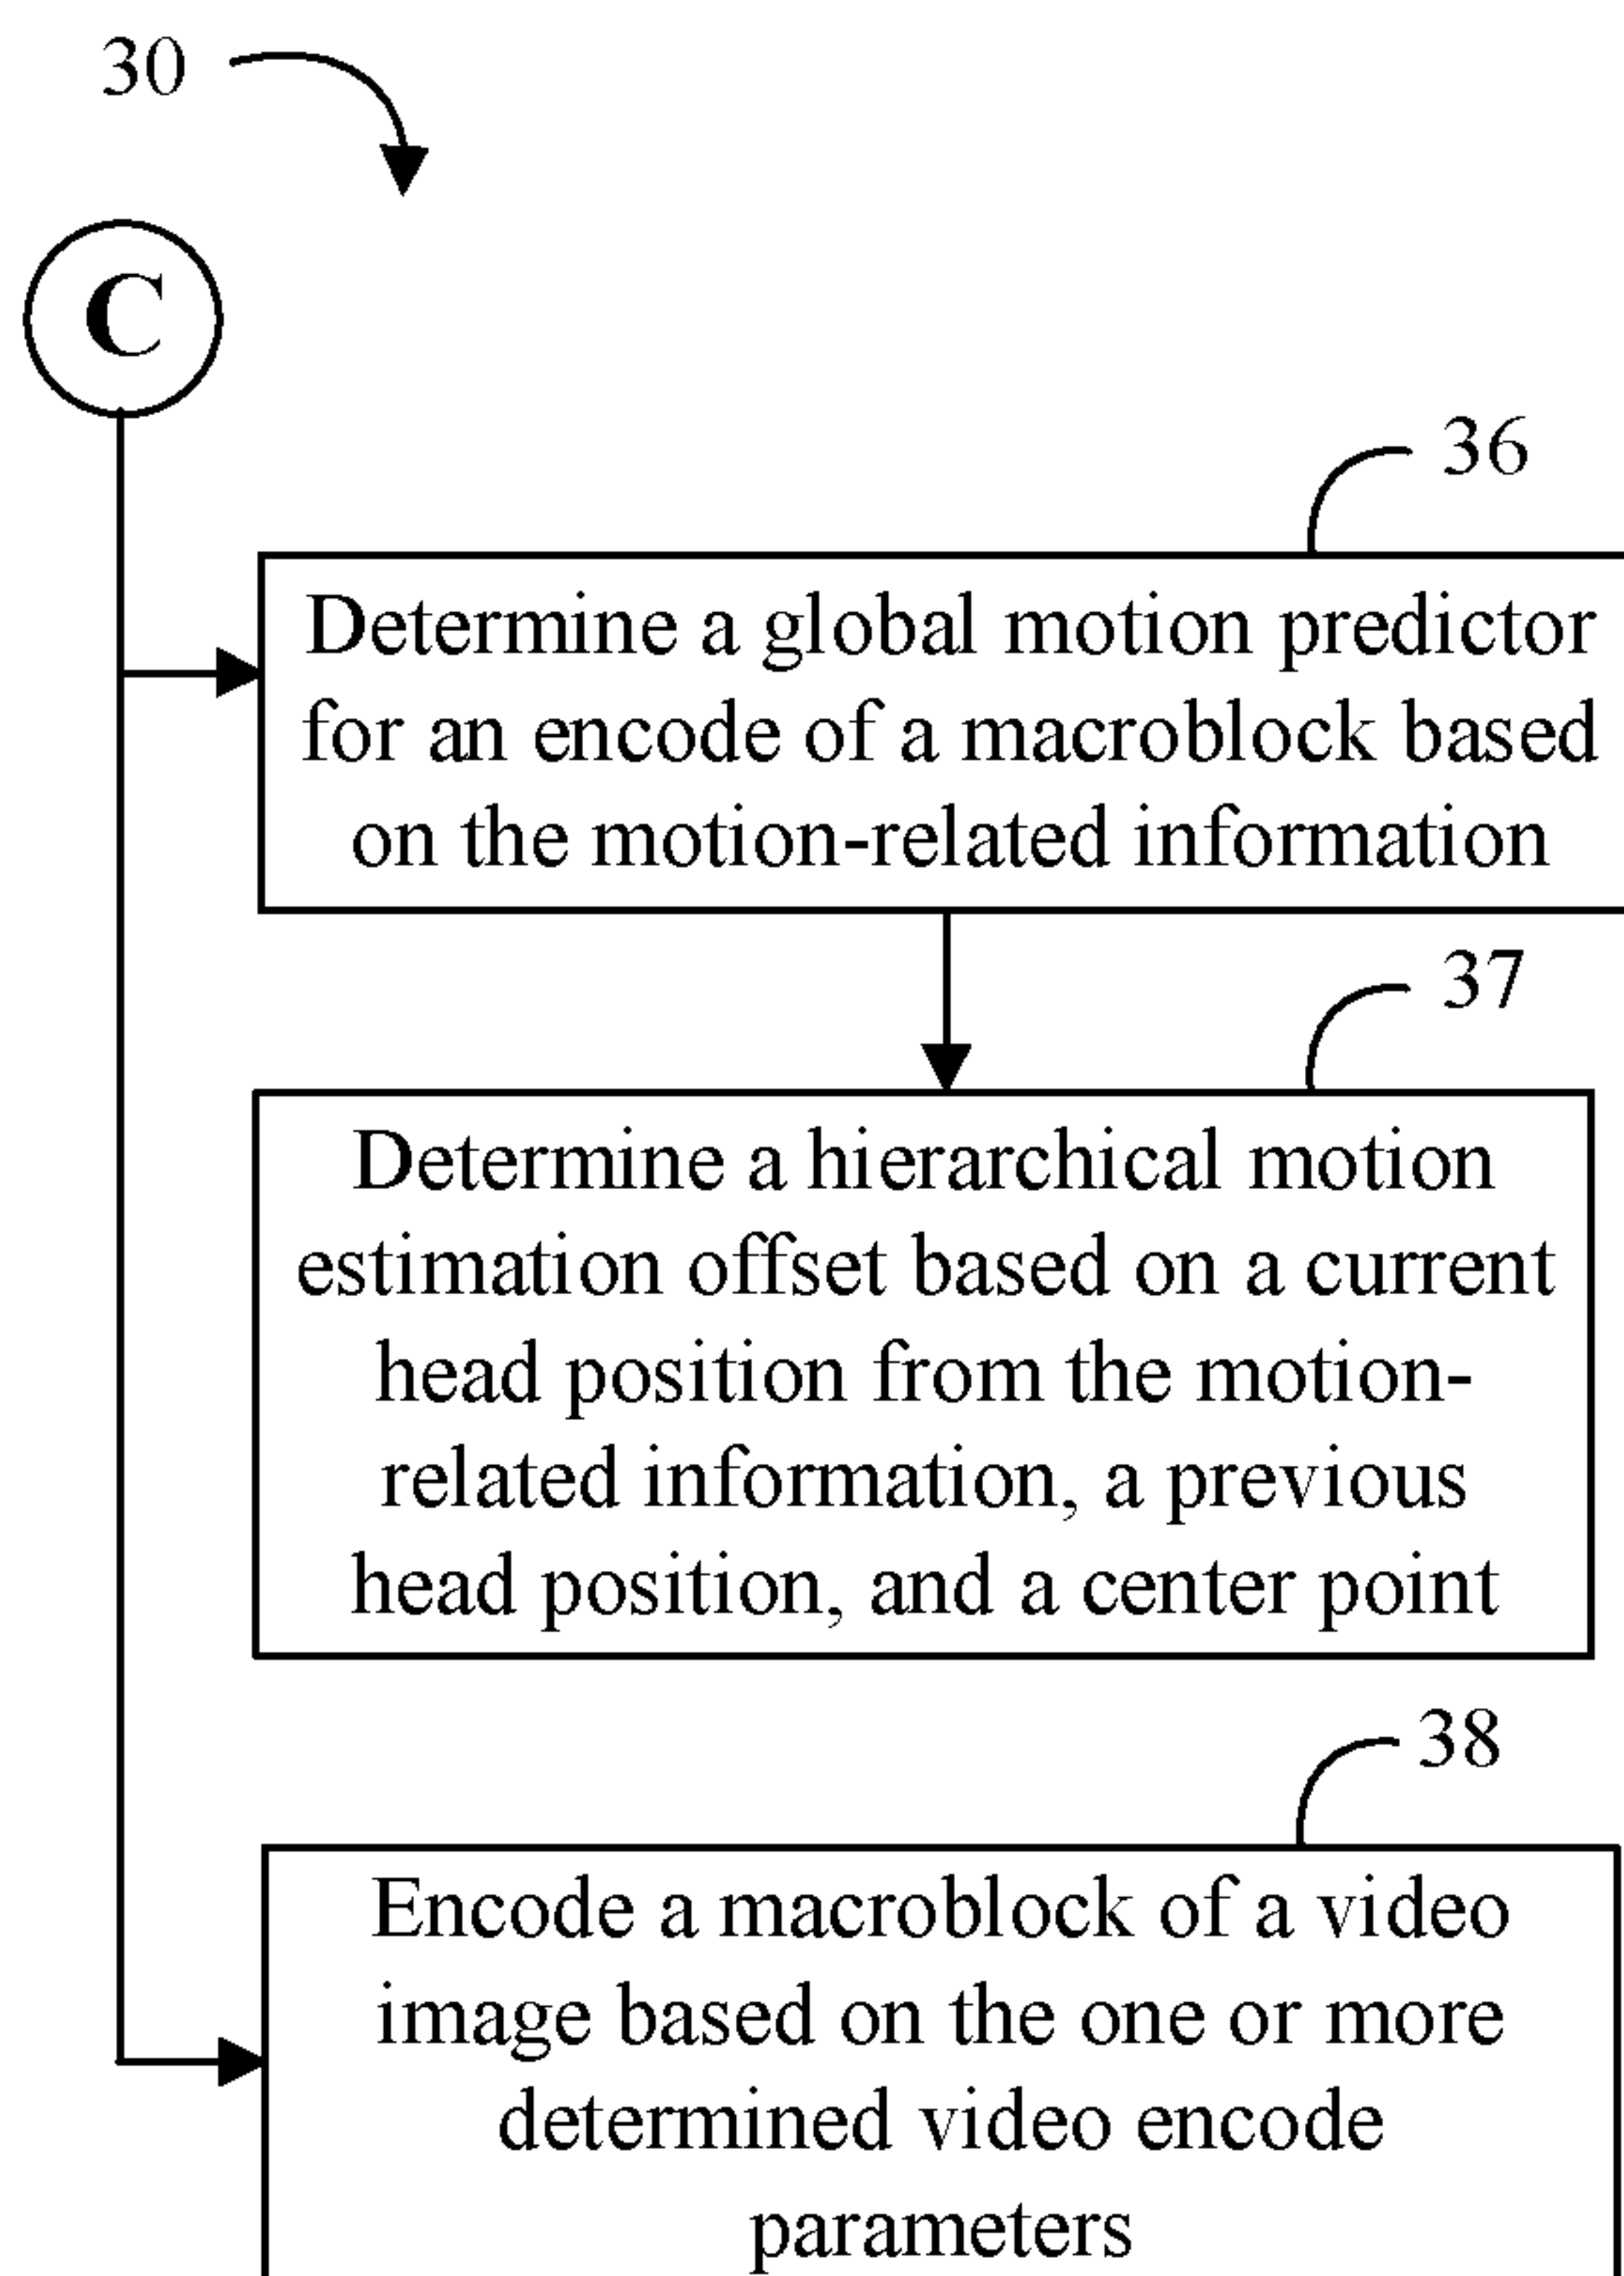 30
C
36
Determine a global motion predictor
for an encode of a macroblock based
on the motion-related information
37
Determine a hierarchical motion
estimation offset based on a current
head position from the motion-
related information, a previous
head position, and a center point
38
Encode a macroblock of a video
image based on the one or more
determined video encode
parameters